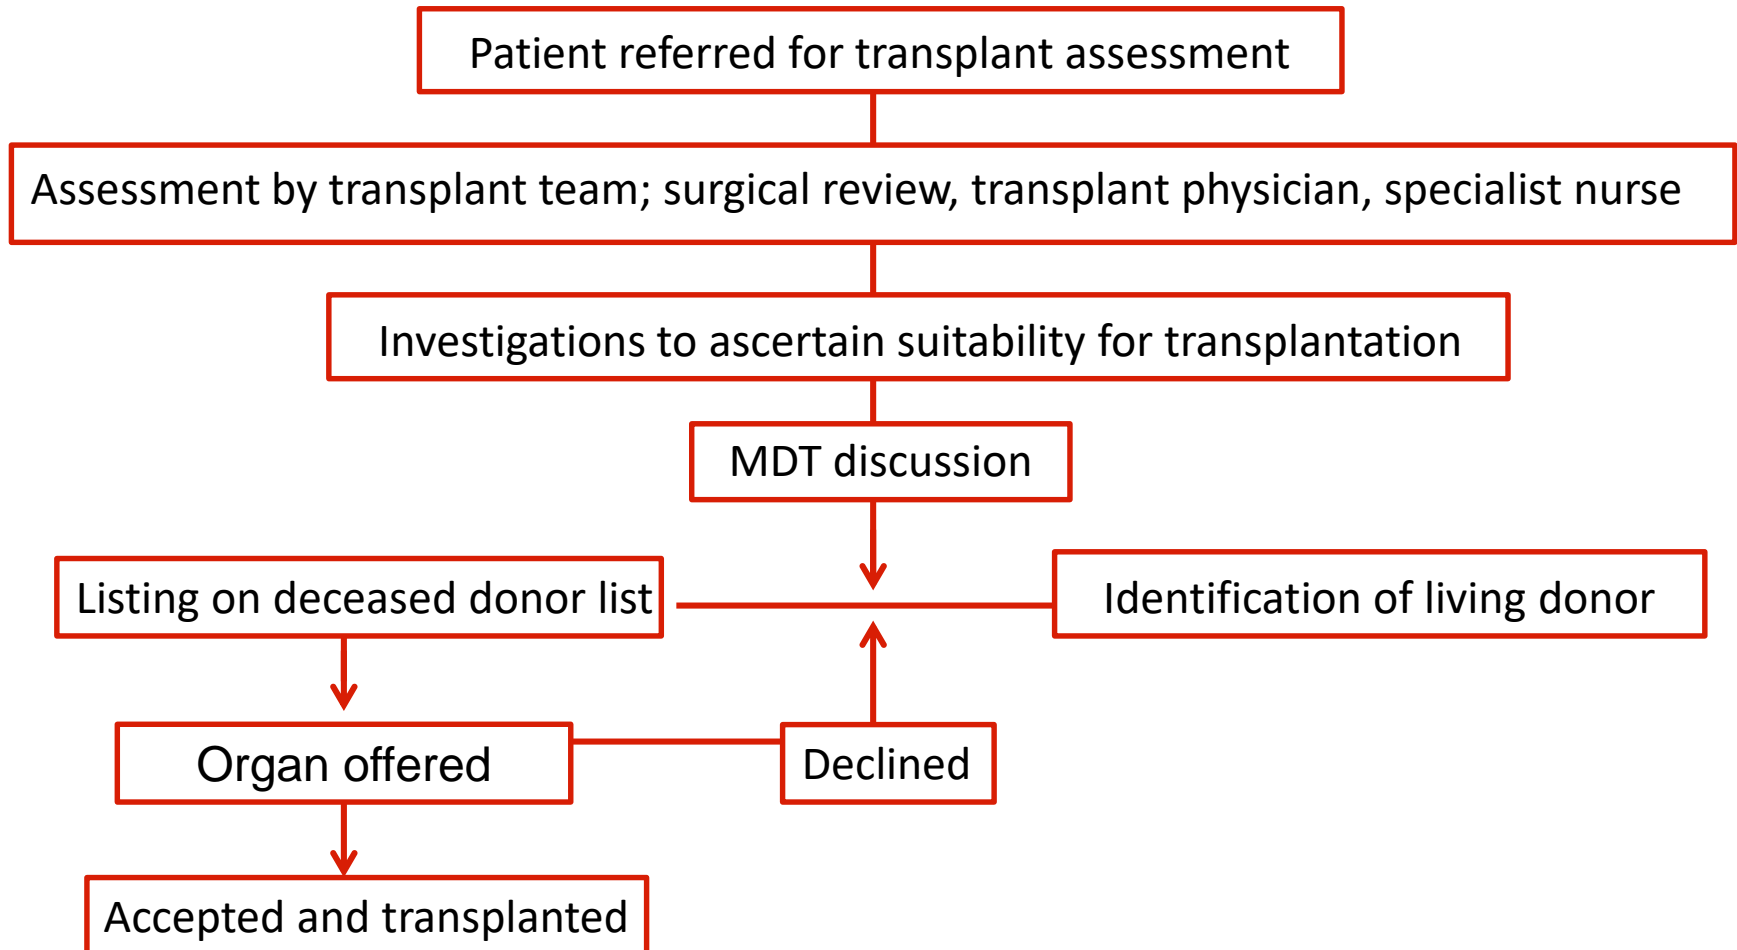 Patient referred for transplant assessment
Assessment by transplant team; surgical review, transplant physician, specialist nurse
Investigations to ascertain suitability for transplantation
MDT discussion
Listing on deceased donor list
Identification of living donor
Organ offered
Declined
Accepted and transplanted